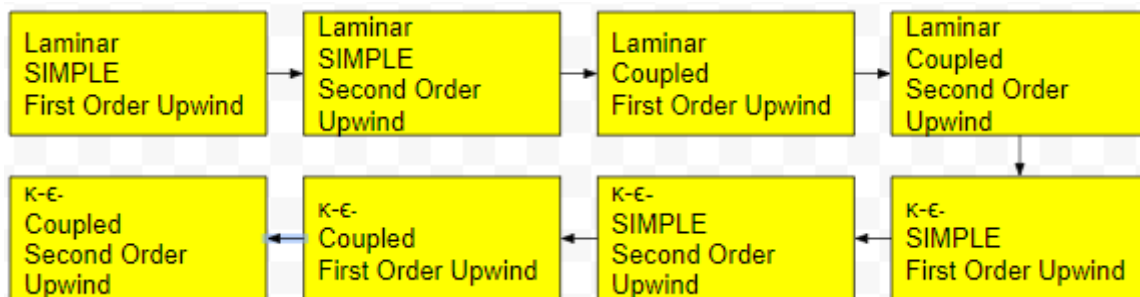 Laminar
SIMPLE
First Order Upwind
Laminar
SIMPLE
Second Order
Upwind
Laminar
Coupled
First Order Upwind
Laminar
Coupled
Second Order
Upwind
κ-ϵ-
SIMPLE
First Order Upwind
κ-ϵ-
SIMPLE
Second Order
Upwind
κ-ϵ-
Coupled
First Order Upwind
κ-ϵ-
Coupled
Second Order
Upwind